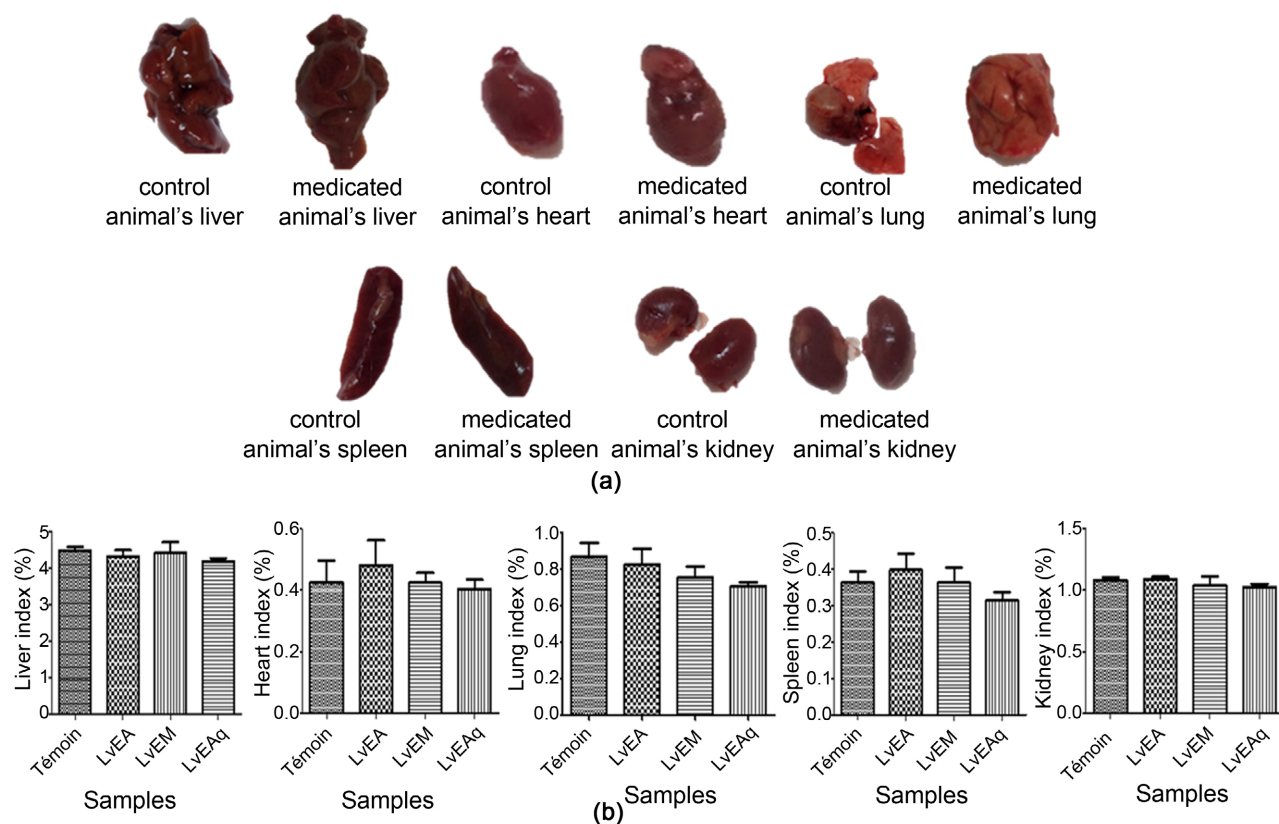 control
animal's liver
medicated
animal's liver
control
animal's heart
medicated
animal's heart
control
animal's lung
medicated
animal's lung
control
animal's spleen
medicated
animal's spleen
control
animal's kidney
medicated
animal's kidney
(a)
Liever index (%)
5
4
4
2
1
0
Témoin
LvEA
LvEM
LvEAq
Samples
Heart index (%)
0.6
0.4
0.2
0.0
Témoin
LvEA
LvEM
LvEAq
Samples
Lung index (%)
1.0
0.8
0.6
0.4
0.2
0.0
Témoin
LvEA
LvEM
LvEAq
Samples
Spleen index (%)
0.5
0.4
0.3
0.2
0.1
0.0
Témoin
LvEA
LvEM
LvEAq
Samples
Kidney index (%)
1.5
1.0
0.5
0.0
Témoin
LvEA
LvEM
LvEAq
Samples
(b)